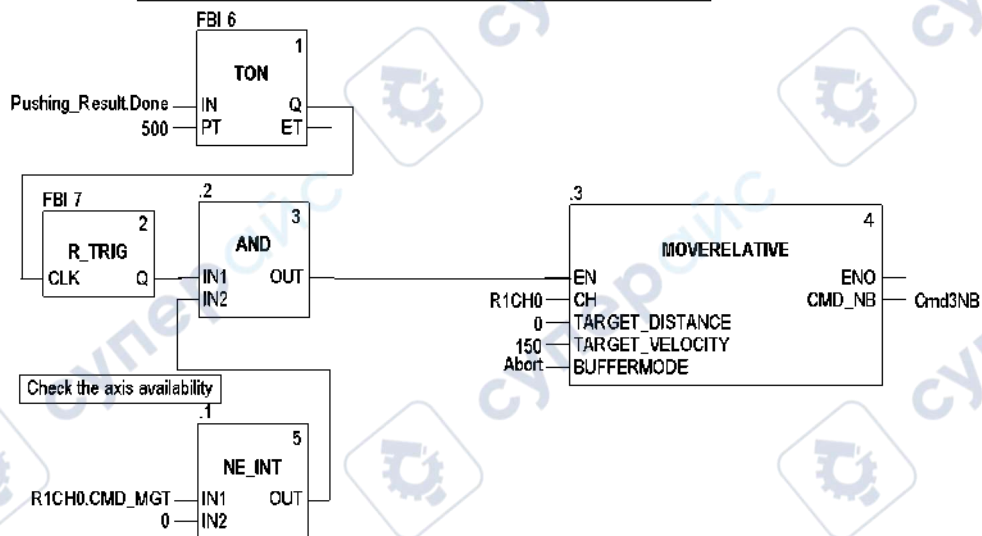 FBI 6
1
TON
Pushing_Result.Done IN Q
500 PT ET
FBI 7
2
R_TRIG
CLK Q
.2
3
AND
IN1 OUT
IN2
.3
4
MOVERELATIVE
EN ENO
R1CH0 CH CMD_NB Cmd3NB
0 TARGET_DISTANCE
150 TARGET_VELOCITY
Abort BUFFERMODE
Check the axis availability
.1
5
NE_INT
R1CH0.CMD_MGT IN1 OUT
0 IN2
супер айс